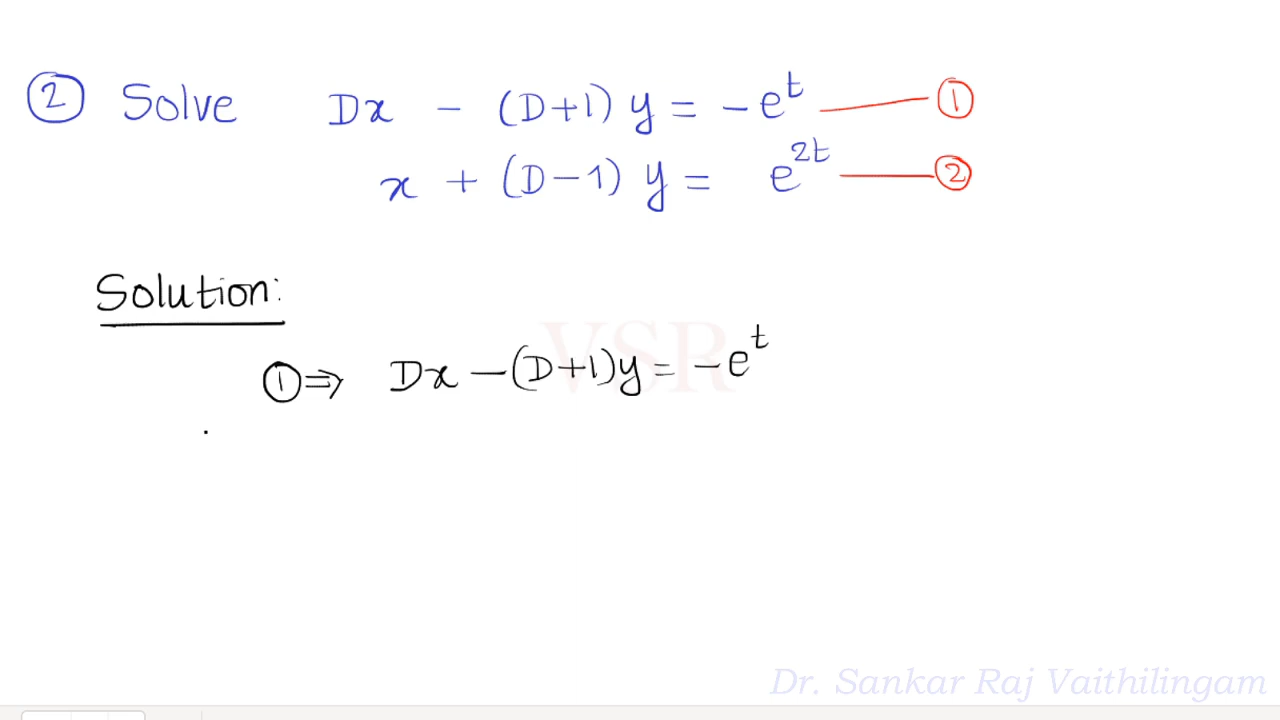 ② Solve Dx - (D+1) y = -e^t —— ①
x + (D-1) y = e^{2t} —— ②
Solution:
① ⇒ Dx - (D+1)y = -e^t
VSR
Dr. Sankar Raj Vaithilingam